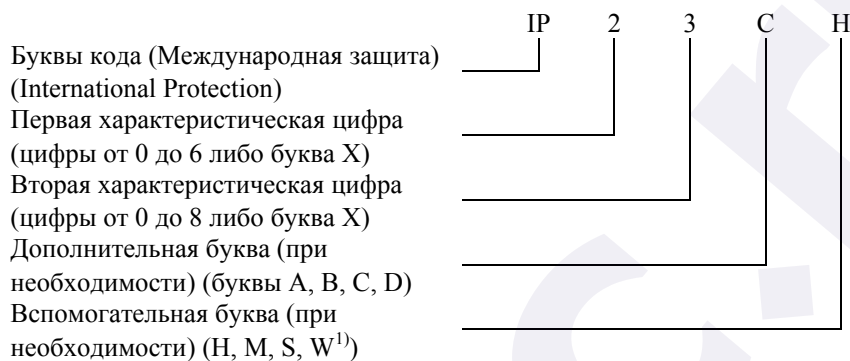 IP 2 3 C H
Буквы кода (Международная защита)
(International Protection)
Первая характеристическая цифра
(цифры от 0 до 6 либо буква X)
Вторая характеристическая цифра
(цифры от 0 до 8 либо буква X)
Дополнительная буква (при
необходимости) (буквы A, B, C, D)
Вспомогательная буква (при
необходимости) (H, M, S, W¹⁾)